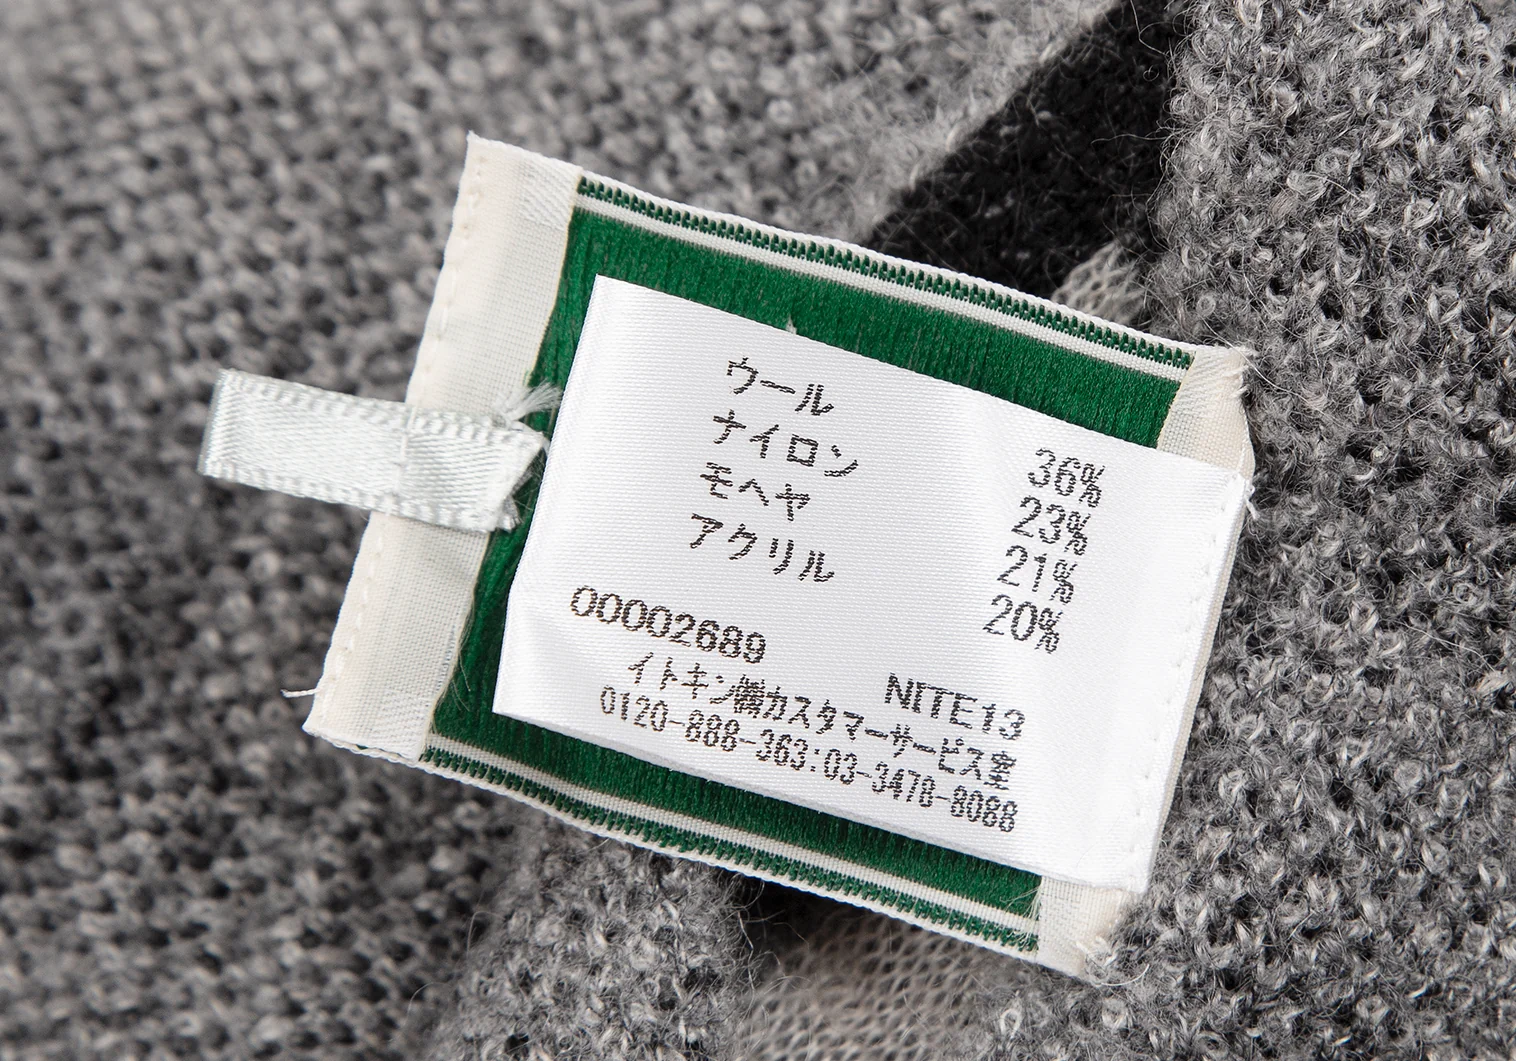 ウール 36%
ナイロン 23%
モヘヤ 21%
アクリル 20%
00002689 NITE13
イトキン㈱カスタマーサービス室
0120-888-363:03-3478-8088